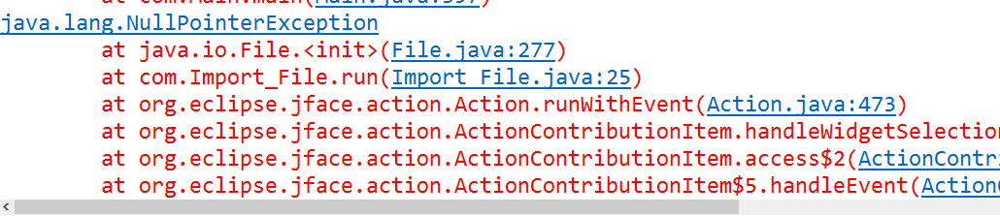 at com.Main.main(Main.java:597)
java.lang.NullPointerException
at java.io.File.<init>(File.java:277)
at com.Import_File.run(Import_File.java:25)
at org.eclipse.jface.action.Action.runWithEvent(Action.java:473)
at org.eclipse.jface.action.ActionContributionItem.handleWidgetSelection
at org.eclipse.jface.action.ActionContributionItem.access$2(ActionContri
at org.eclipse.jface.action.ActionContributionItem$5.handleEvent(Action